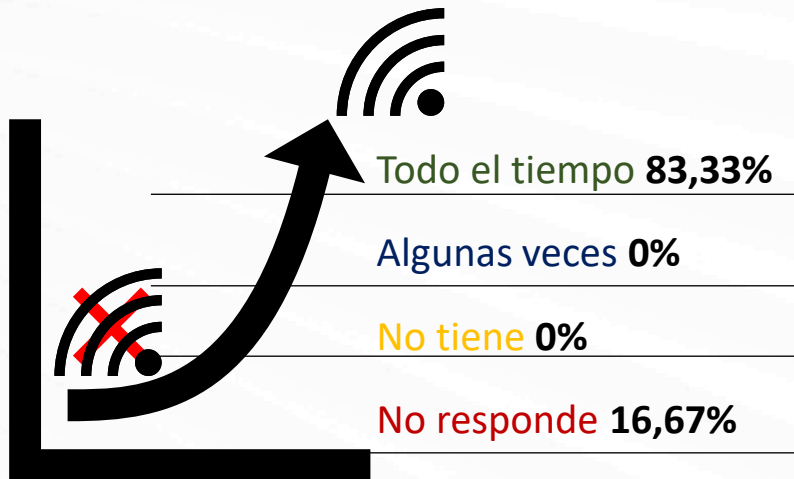 Todo el tiempo 83,33%
Algunas veces 0%
No tiene 0%
No responde 16,67%